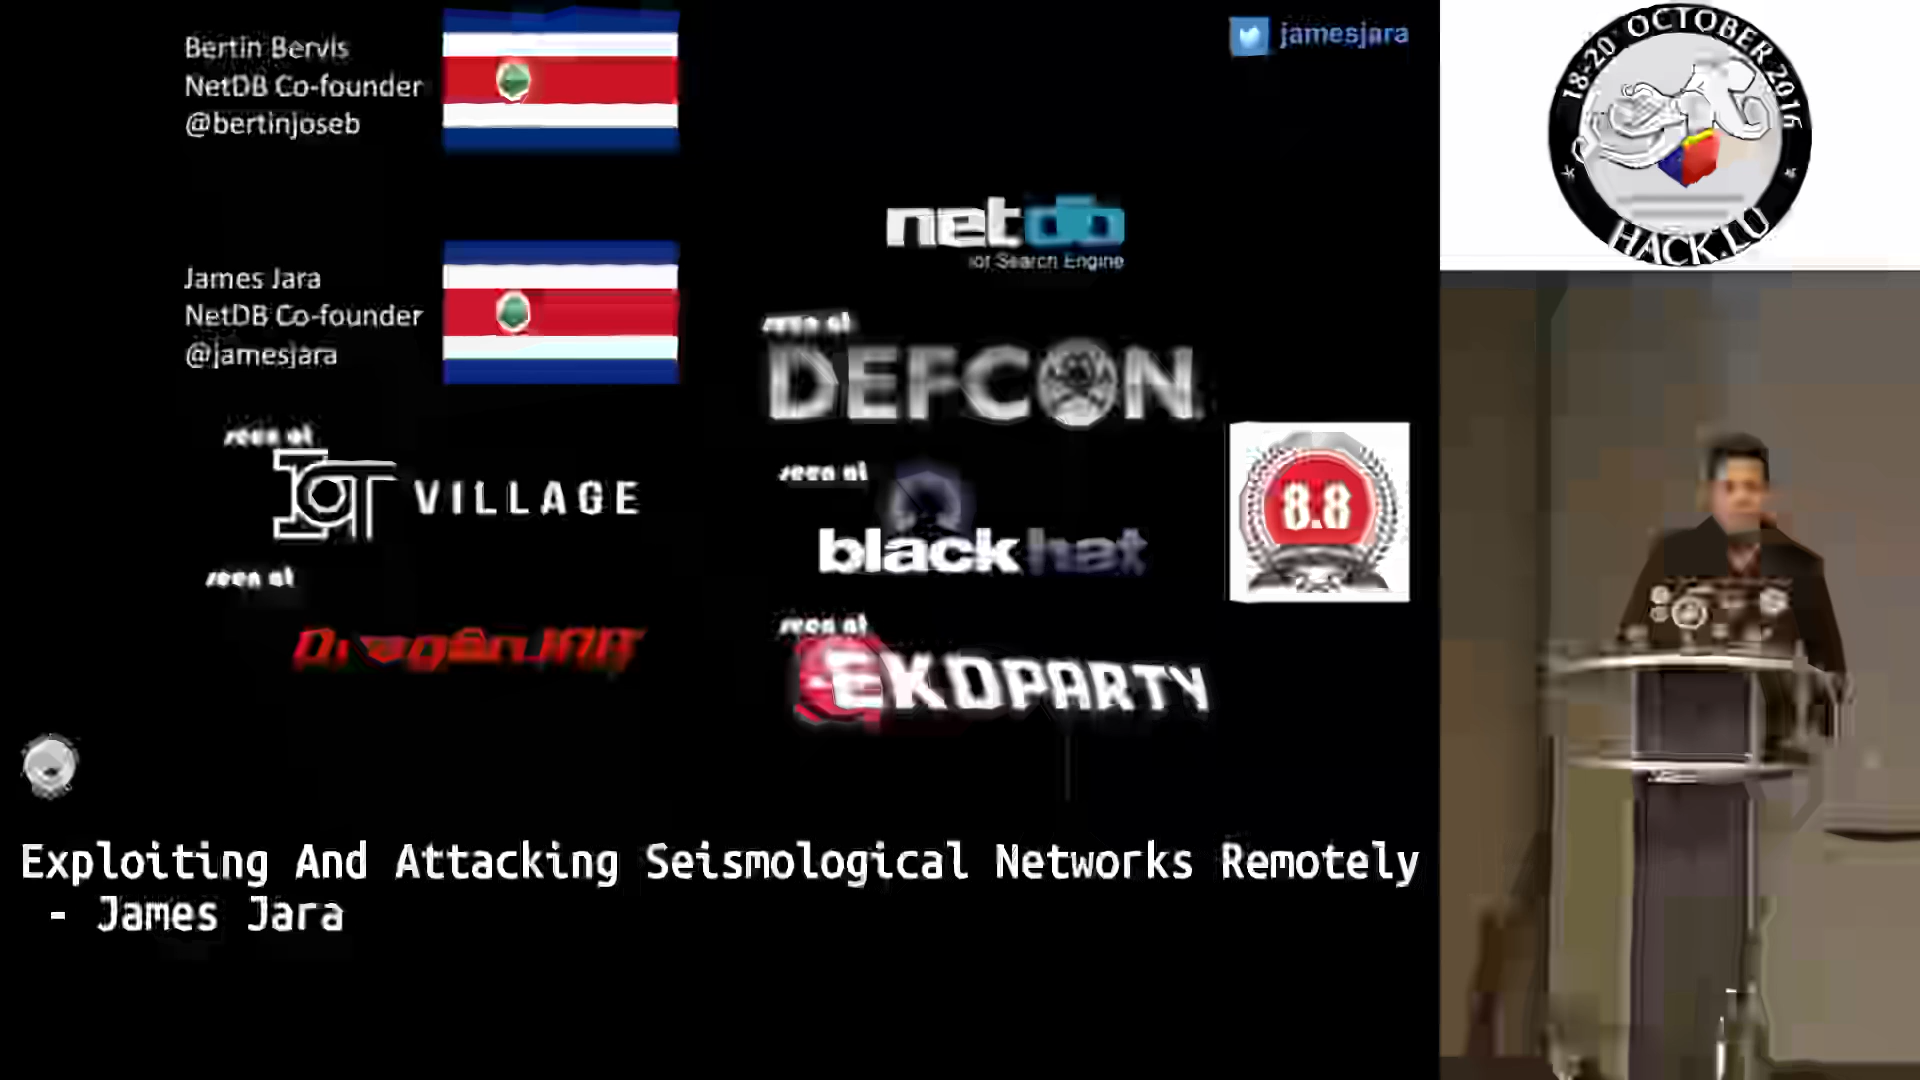 Bertin Bervis
NetDB Co-founder
@bertinjoseb
jamesjara
18-20 OCTOBER 2016
HACK.LU
netdb
iot Search Engine
James Jara
NetDB Co-founder
@jamesjara
seen at
DEFCON
seen at
IoT VILLAGE
seen at
blackhat
8.8
seen at
DragonJAR
seen at
EKOPARTY
Exploiting And Attacking Seismological Networks Remotely
- James Jara